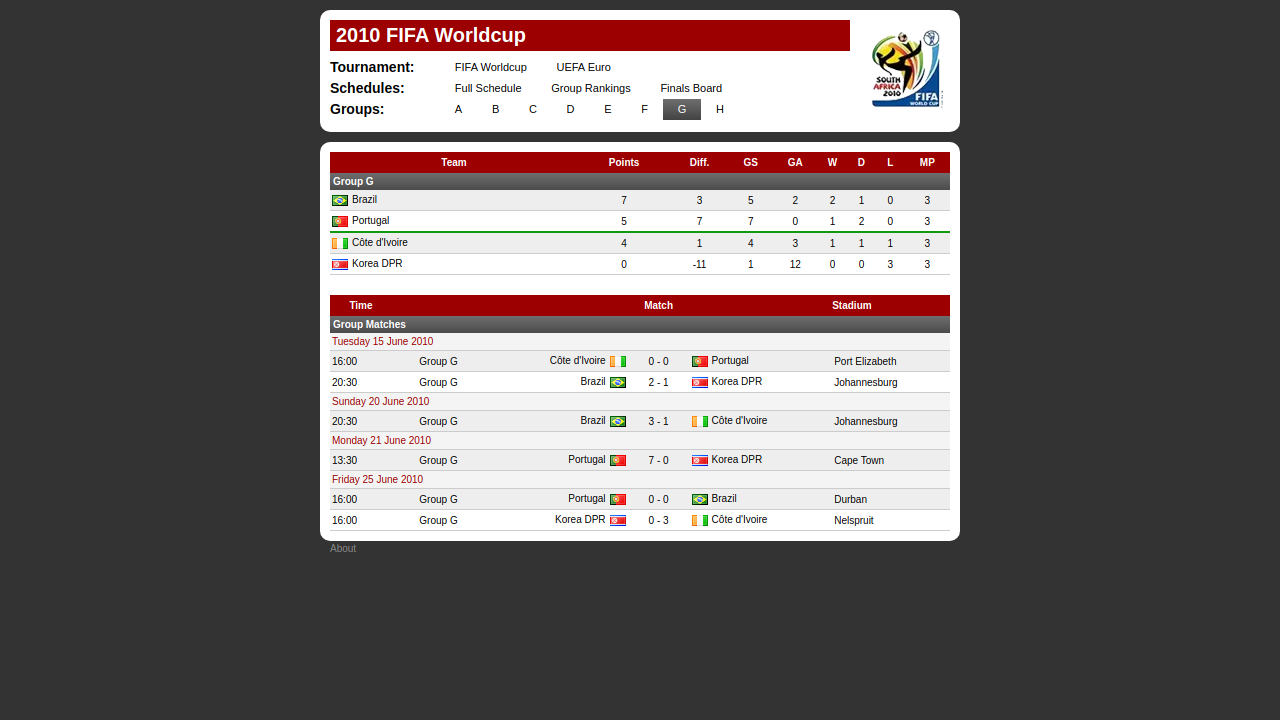 2010 FIFA Worldcup
SOUTH AFRICA 2010
FIFA
WORLD CUP
Tournament: FIFA Worldcup UEFA Euro
Schedules: Full Schedule Group Rankings Finals Board
Groups: A B C D E F G H
Team Points Diff. GS GA W D L MP
Group G
Brazil 7 3 5 2 2 1 0 3
Portugal 5 7 7 0 1 2 0 3
Côte d'Ivoire 4 1 4 3 1 1 1 3
Korea DPR 0 -11 1 12 0 0 3 3
Time Match Stadium
Group Matches
Tuesday 15 June 2010
16:00 Group G Côte d'Ivoire 0 - 0 Portugal Port Elizabeth
20:30 Group G Brazil 2 - 1 Korea DPR Johannesburg
Sunday 20 June 2010
20:30 Group G Brazil 3 - 1 Côte d'Ivoire Johannesburg
Monday 21 June 2010
13:30 Group G Portugal 7 - 0 Korea DPR Cape Town
Friday 25 June 2010
16:00 Group G Portugal 0 - 0 Brazil Durban
16:00 Group G Korea DPR 0 - 3 Côte d'Ivoire Nelspruit
About